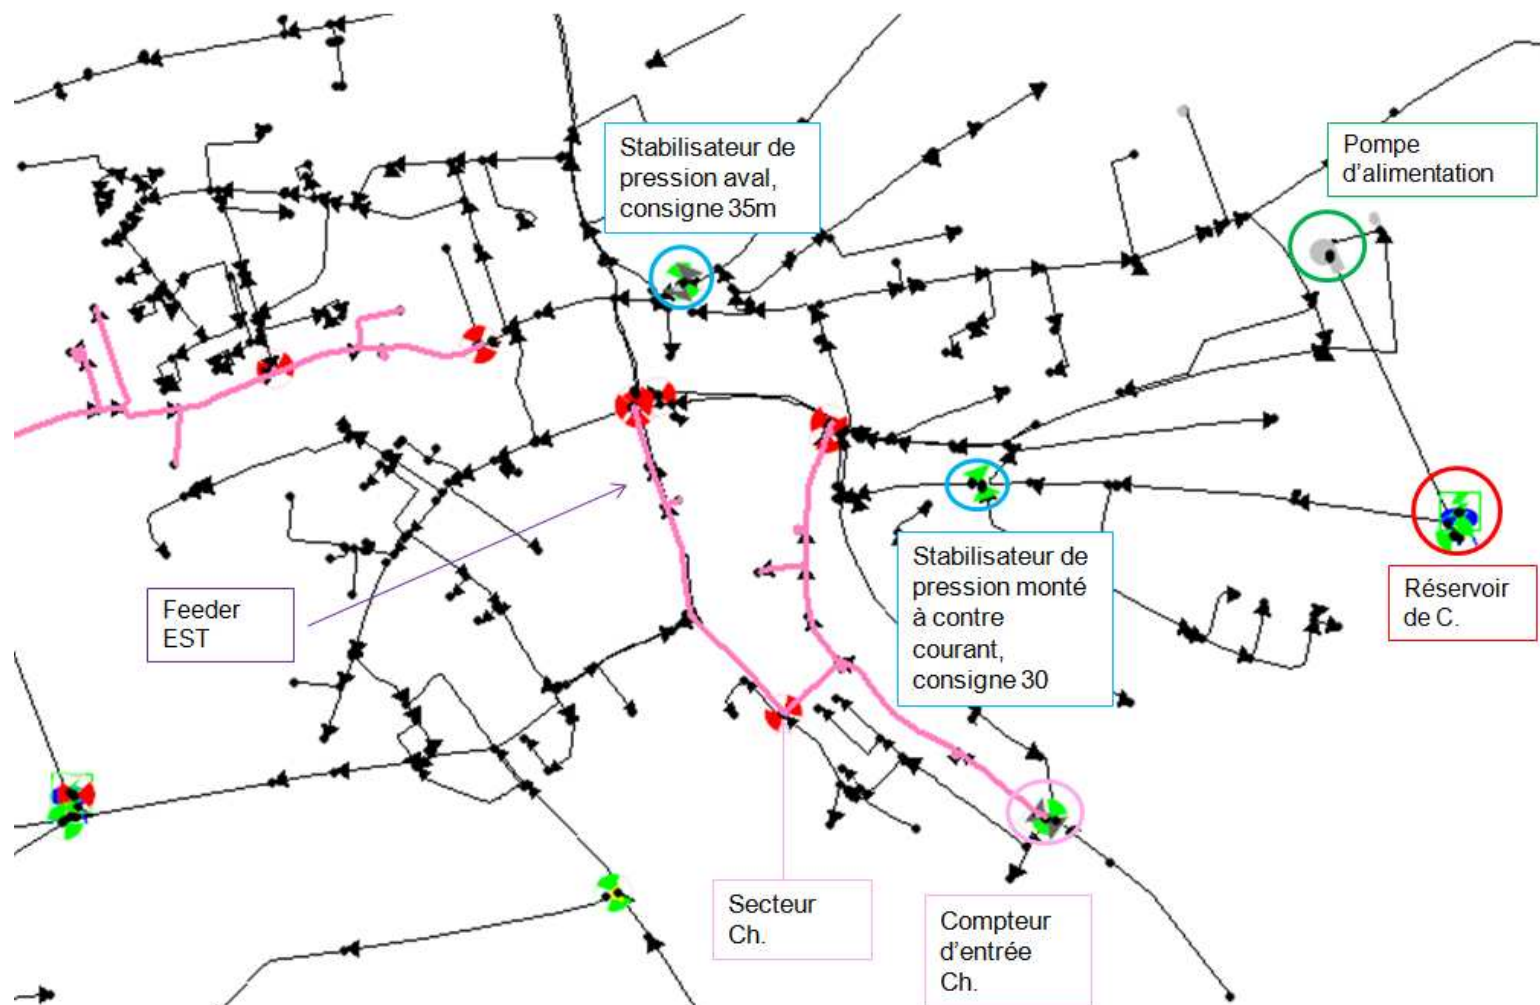 Stabilisateur de
pression aval,
consigne 35m
Pompe
d'alimentation
Stabilisateur de
pression monté
à contre
courant,
consigne 30
Réservoir
de C.
Feeder
EST
Secteur
Ch.
Compteur
d'entrée
Ch.